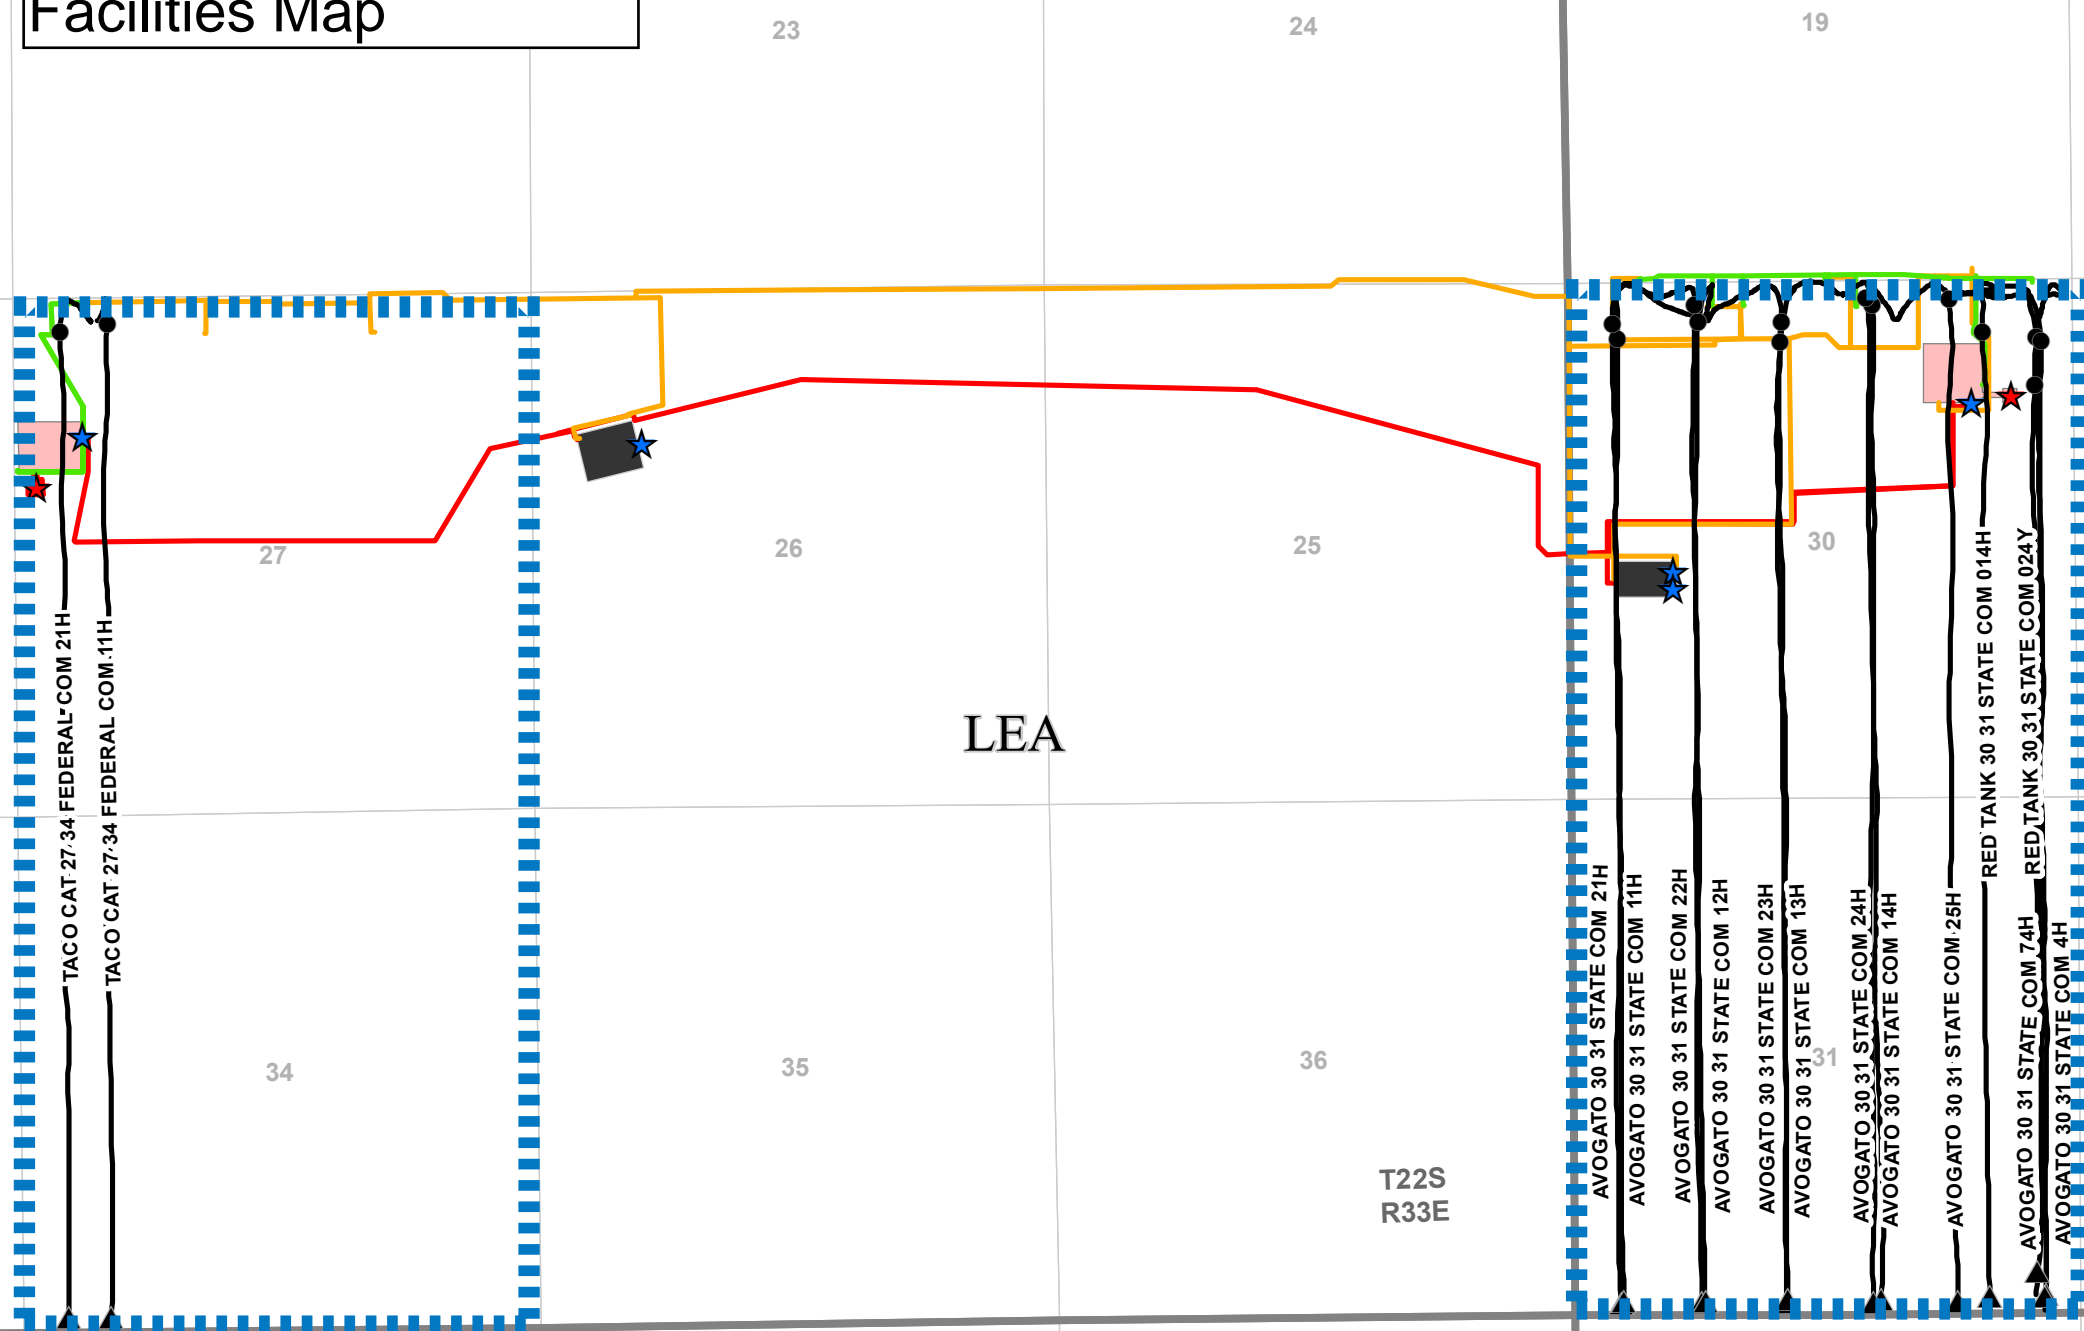 Facilities Map
23
24
19
27
26
25
30
LEA
34
35
36
31
T22S
R33E
TACO CAT 27 34 FEDERAL COM 21H
TACO CAT 27 34 FEDERAL COM 11H
AVOGATO 30 31 STATE COM 21H
AVOGATO 30 31 STATE COM 11H
AVOGATO 30 31 STATE COM 22H
AVOGATO 30 31 STATE COM 12H
AVOGATO 30 31 STATE COM 23H
AVOGATO 30 31 STATE COM 13H
AVOGATO 30 31 STATE COM 24H
AVOGATO 30 31 STATE COM 14H
AVOGATO 30 31 STATE COM 25H
RED TANK 30 31 STATE COM 014H
RED TANK 30 31 STATE COM 024Y
AVOGATO 30 31 STATE COM 74H
AVOGATO 30 31 STATE COM 4H